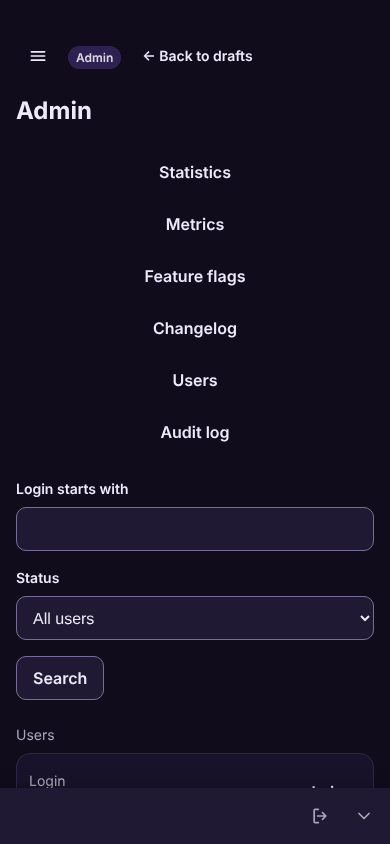 Admin
← Back to drafts
Admin
Statistics
Metrics
Feature flags
Changelog
Users
Audit log
Login starts with
Status
All users
Search
Users
Login